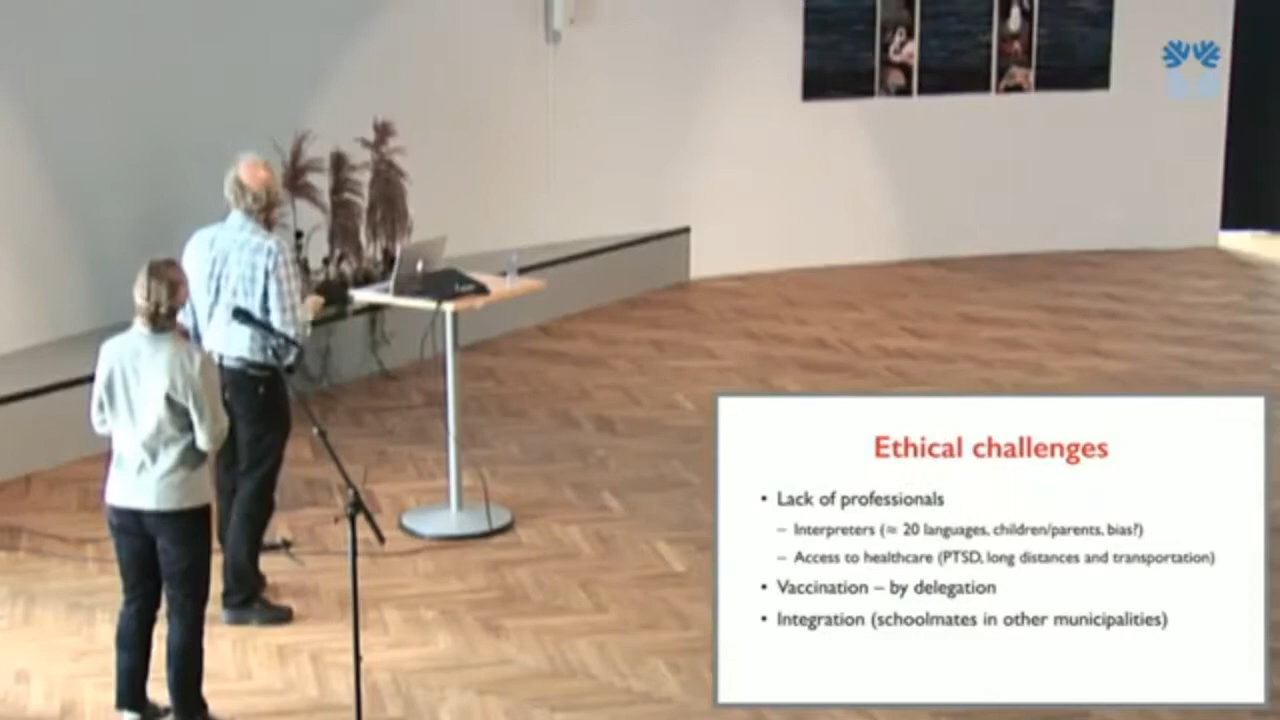 Ethical challenges
• Lack of professionals
– Interpreters (≈ 20 languages, children/parents, bias?)
– Access to healthcare (PTSD, long distances and transportation)
• Vaccination – by delegation
• Integration (schoolmates in other municipalities)